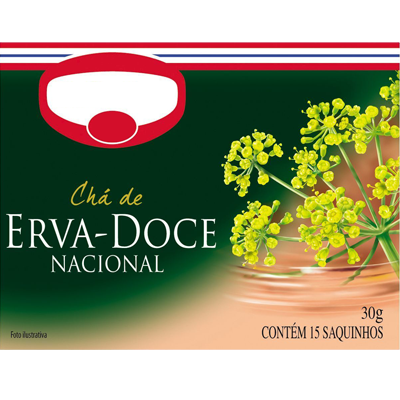 Chá de
ERVA-DOCE
NACIONAL
30g
CONTÉM 15 SAQUINHOS
Foto ilustrativa